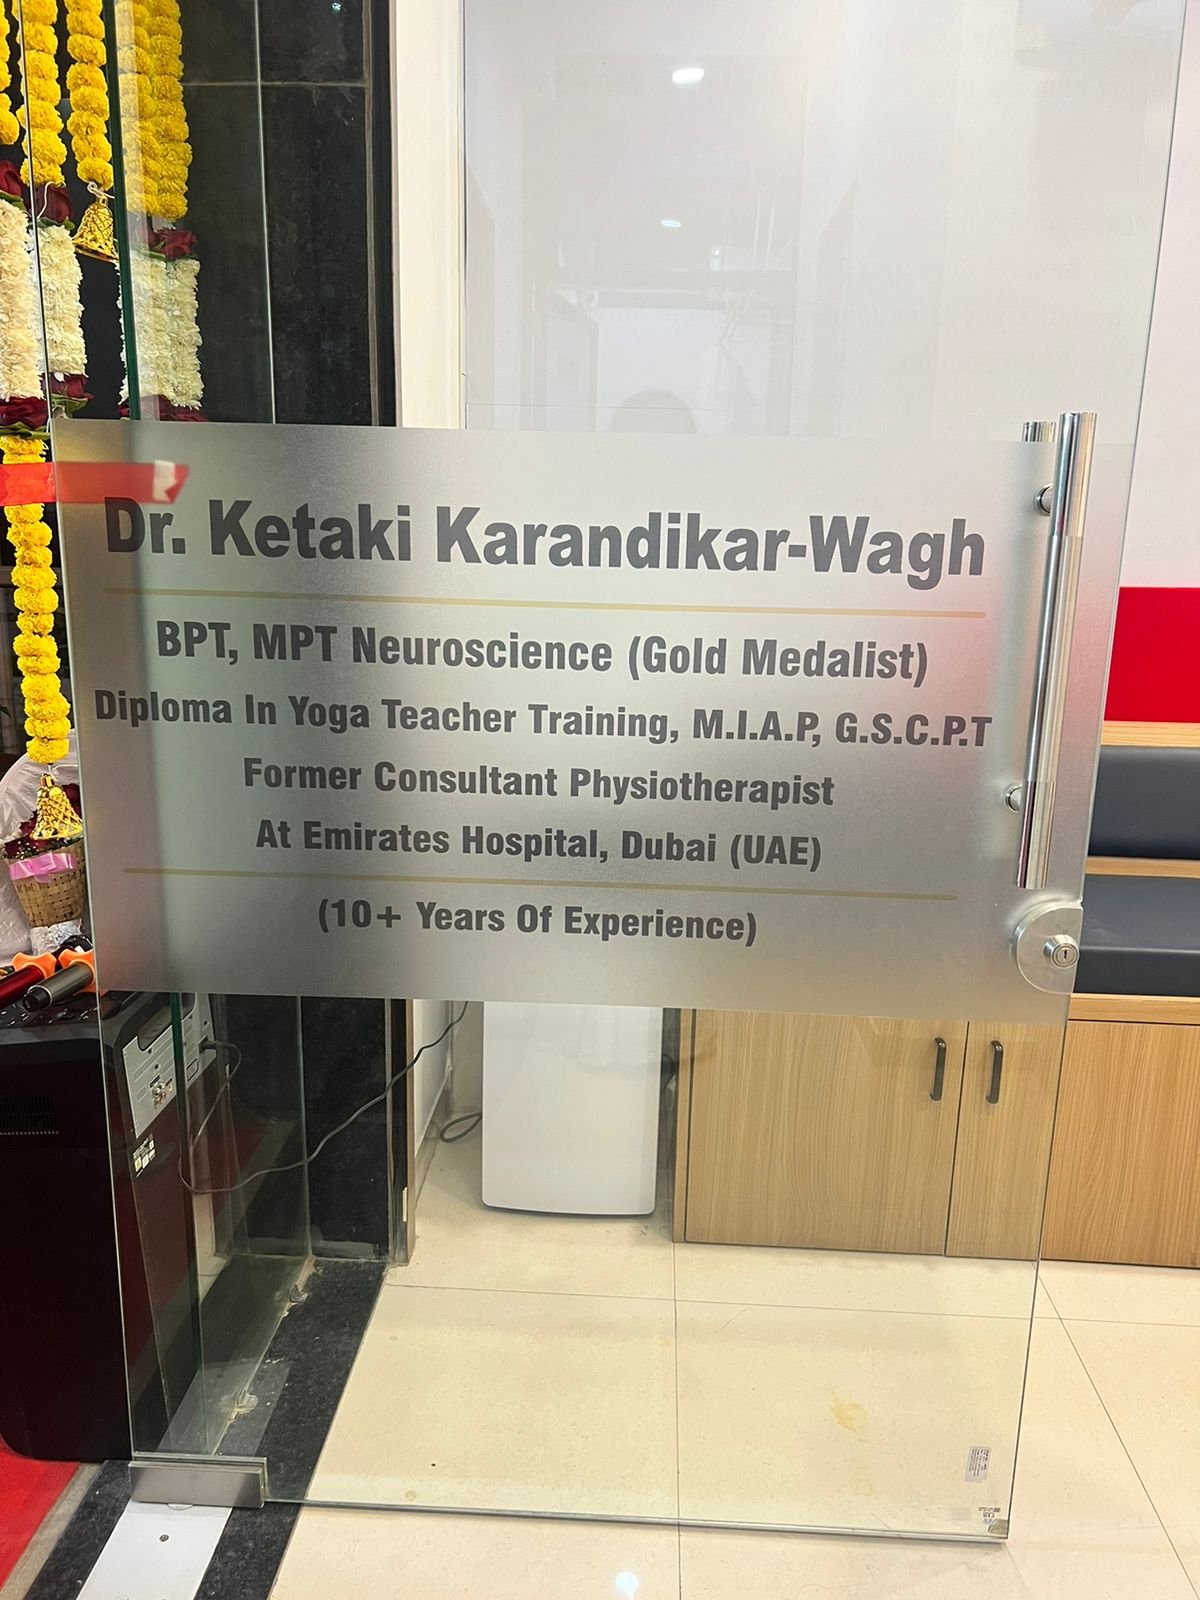 Dr. Ketaki Karandikar-Wagh
BPT, MPT Neuroscience (Gold Medalist)
Diploma In Yoga Teacher Training, M.I.A.P, G.S.C.P.T
Former Consultant Physiotherapist
At Emirates Hospital, Dubai (UAE)
(10+ Years Of Experience)